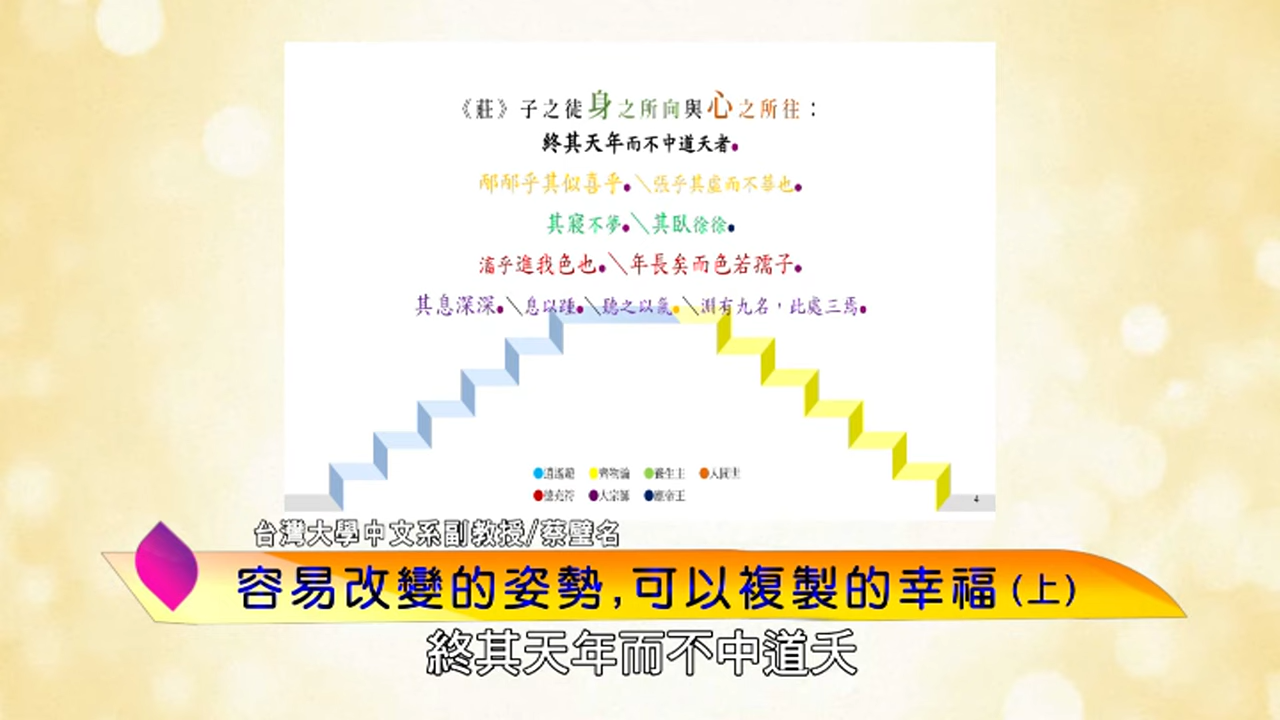 《莊》子之徒身之所向與心之所往：
終其天年而不中道夭者
邴邴乎其似喜乎╲張乎其虛而不華也
其寢不夢╲其臥徐徐
滀乎進我色也╲年長矣而色若孺子
其息深深╲息以踵╲聽之以氣╲淵有九名，此處三焉
逍遙遊 齊物論 養生主 人間世
德充符 大宗師 應帝王
4
台灣大學中文系副教授/蔡璧名
容易改變的姿勢,可以複製的幸福(上)
終其天年而不中道夭